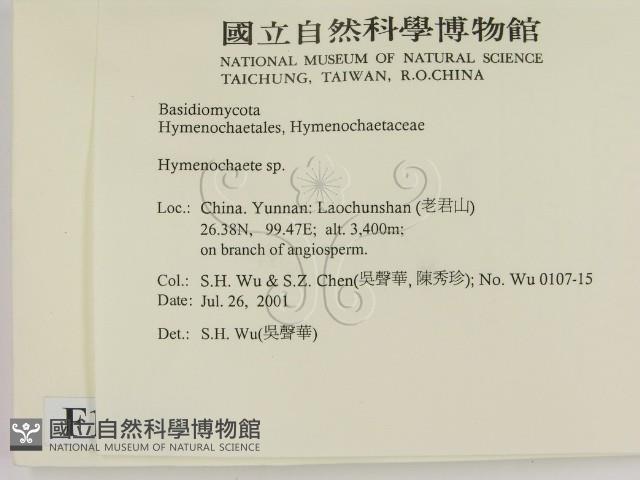 國立自然科學博物館
NATIONAL MUSEUM OF NATURAL SCIENCE
TAICHUNG, TAIWAN, R.O.CHINA
Basidiomycota
Hymenochaetales, Hymenochaetaceae
Hymenochaete sp.
Loc.: China. Yunnan: Laochunshan (老君山)
26.38N, 99.47E; alt. 3,400m;
on branch of angiosperm.
Col.: S.H. Wu & S.Z. Chen(吳聲華, 陳秀珍); No. Wu 0107-15
Date: Jul. 26, 2001
Det.: S.H. Wu(吳聲華)
國立自然科學博物館
NATIONAL MUSEUM OF NATURAL SCIENCE